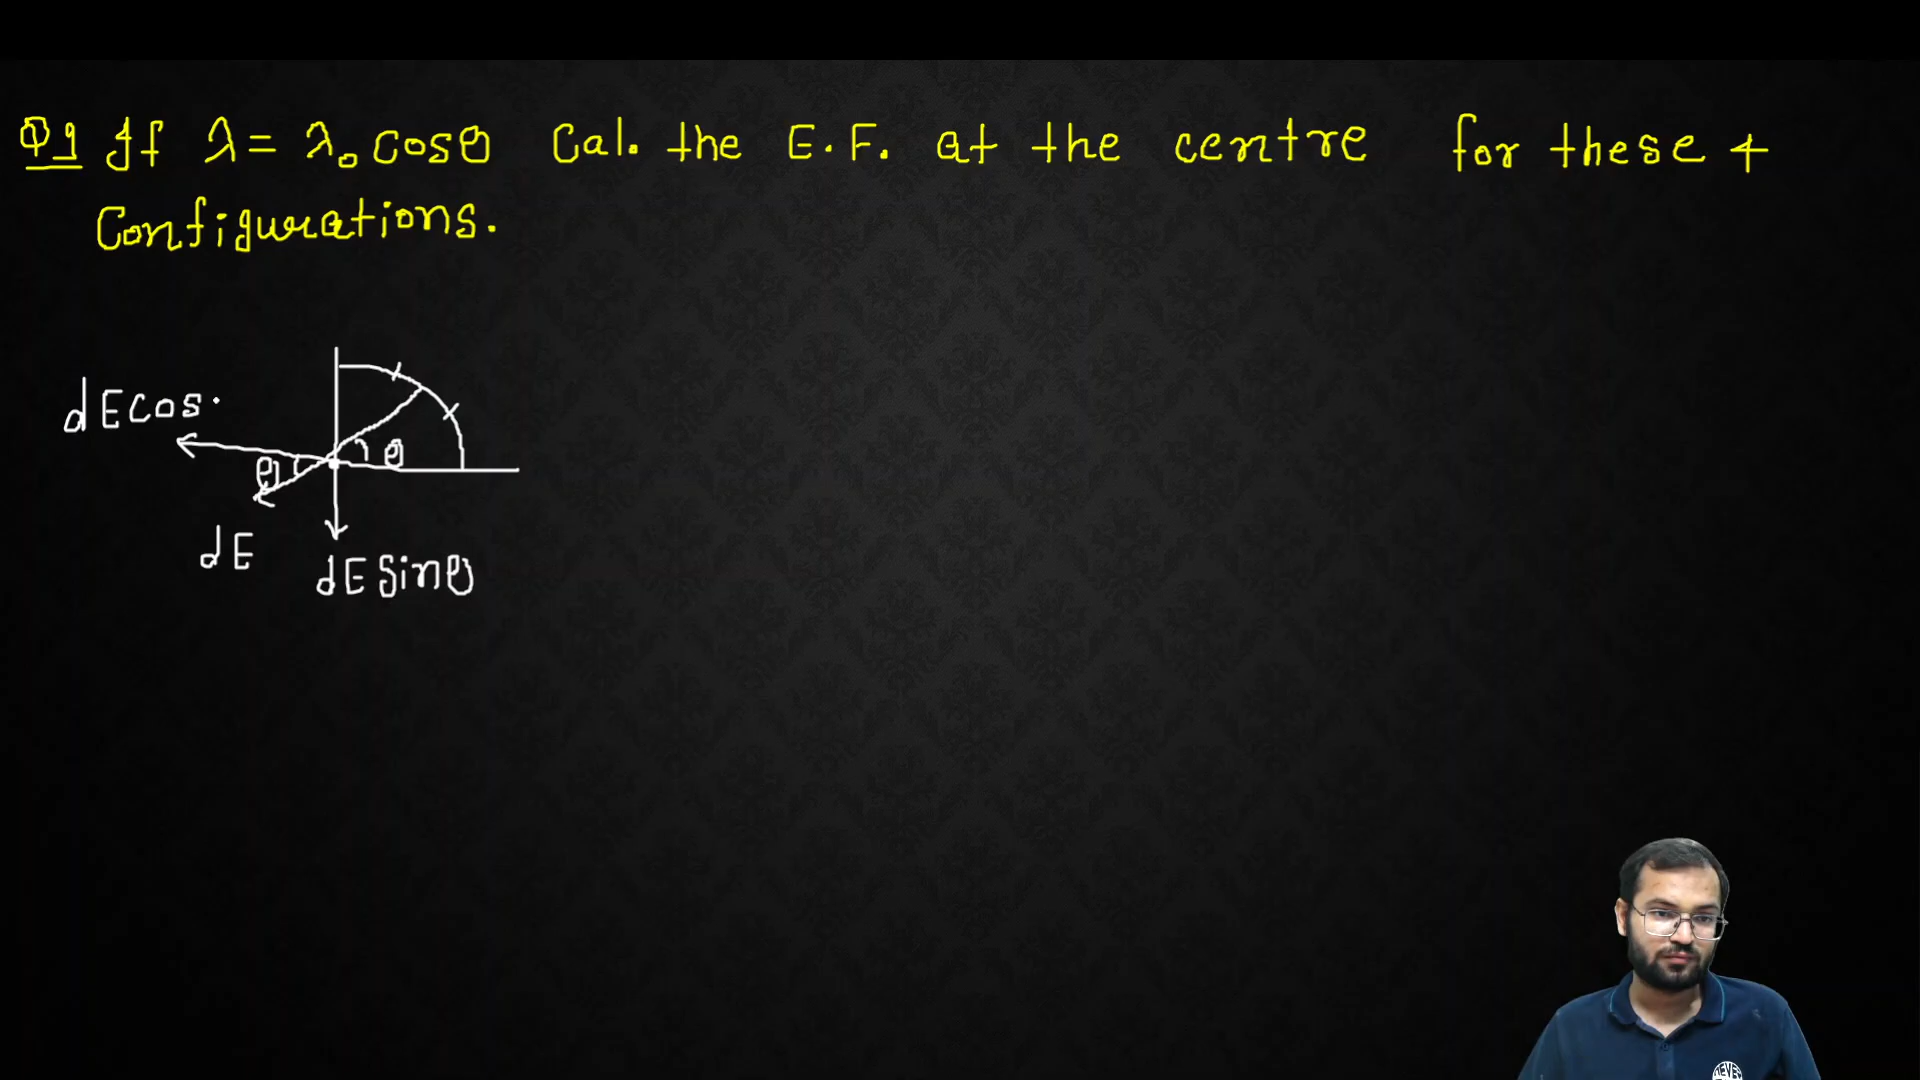 Q1 If λ = λ₀ cosθ Cal. the E.F. at the centre for these 4
Configurations.
dE cos
θ
θ
dE
dE sinθ